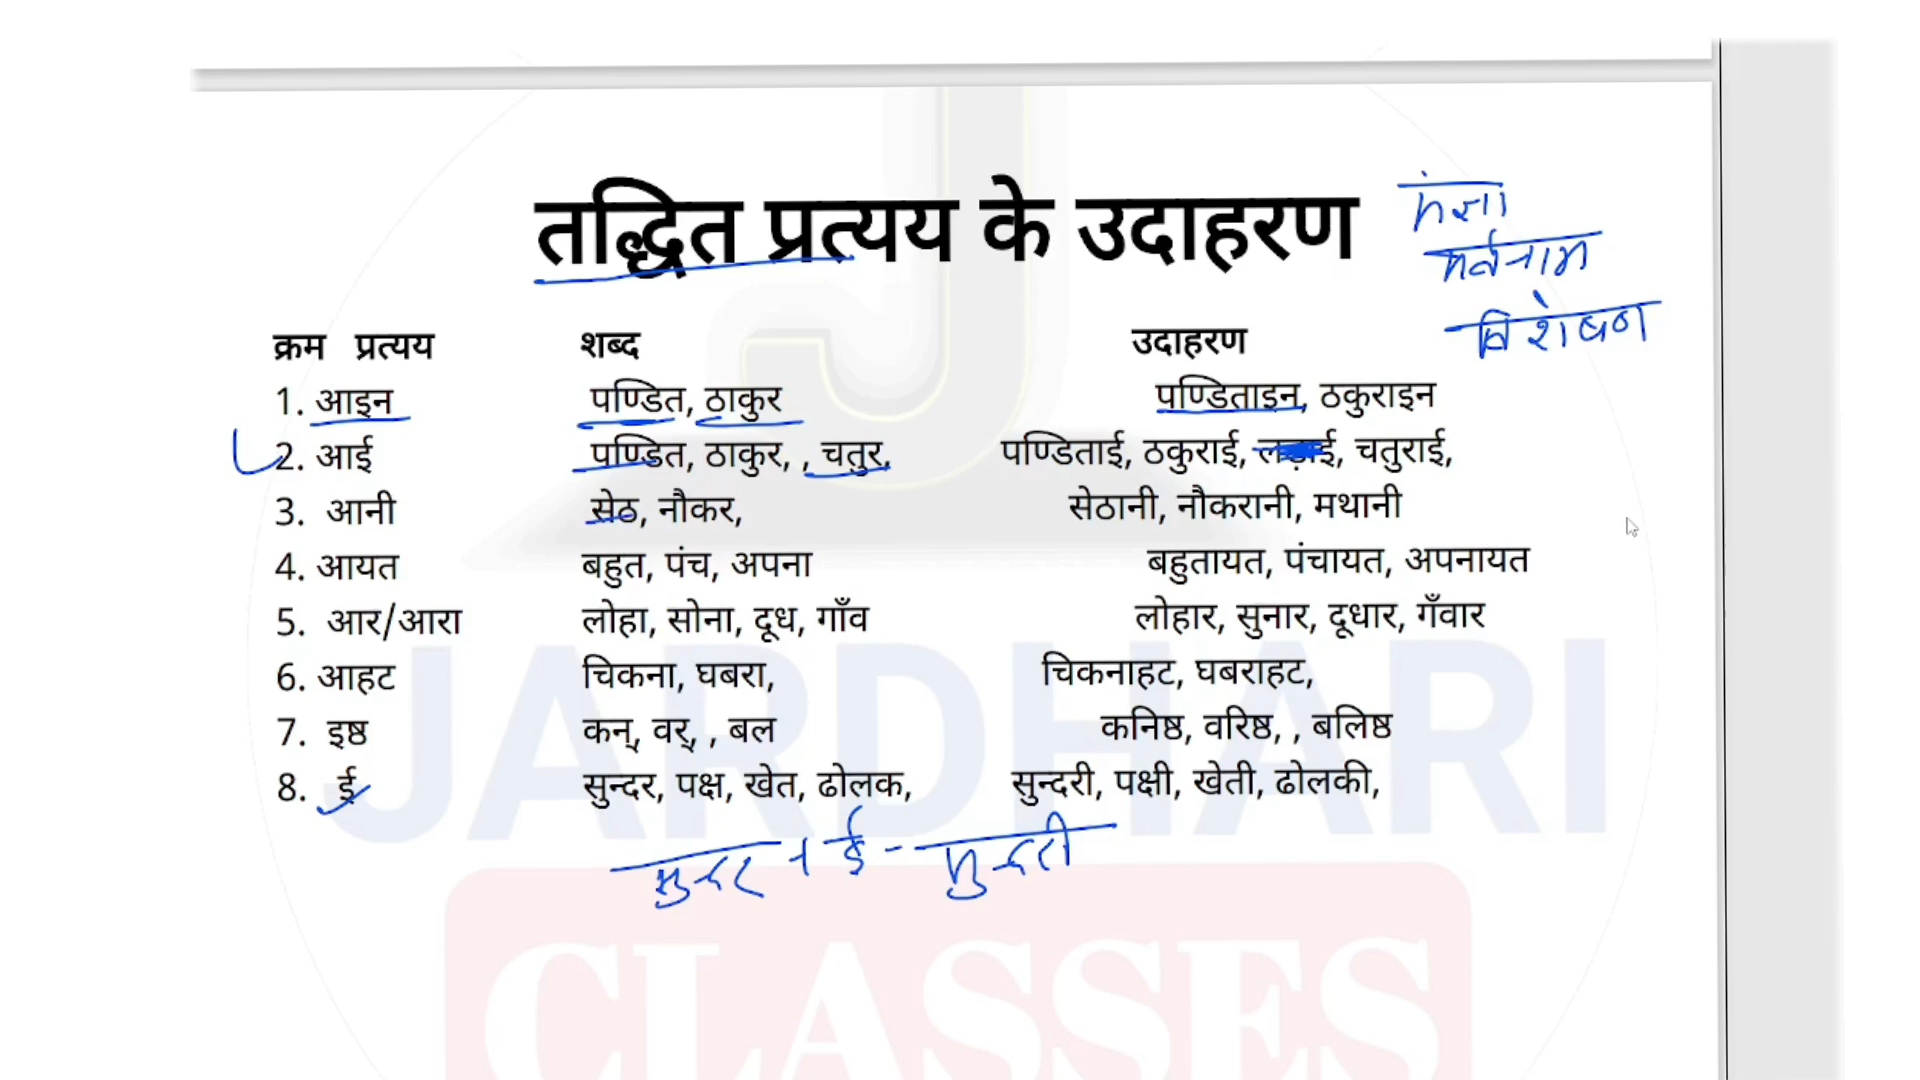 तद्धित प्रत्यय के उदाहरण
संज्ञा
सर्वनाम
विशेषण
क्रम प्रत्यय शब्द उदाहरण
1. आइन पण्डित, ठाकुर पण्डिताइन, ठकुराइन
2. आई पण्डित, ठाकुर, , चतुर, पण्डिताई, ठकुराई, लड़ाई, चतुराई,
3. आनी सेठ, नौकर, सेठानी, नौकरानी, मथानी
4. आयत बहुत, पंच, अपना बहुतायत, पंचायत, अपनायत
5. आर/आरा लोहा, सोना, दूध, गाँव लोहार, सुनार, दूधार, गँवार
6. आहट चिकना, घबरा, चिकनाहट, घबराहट,
7. इष्ठ कन्, वर्, , बल कनिष्ठ, वरिष्ठ, , बलिष्ठ
8. ई सुन्दर, पक्ष, खेत, ढोलक, सुन्दरी, पक्षी, खेती, ढोलकी,
सुन्दर + ई - सुन्दरी
J
JARDHARI
CLASSES